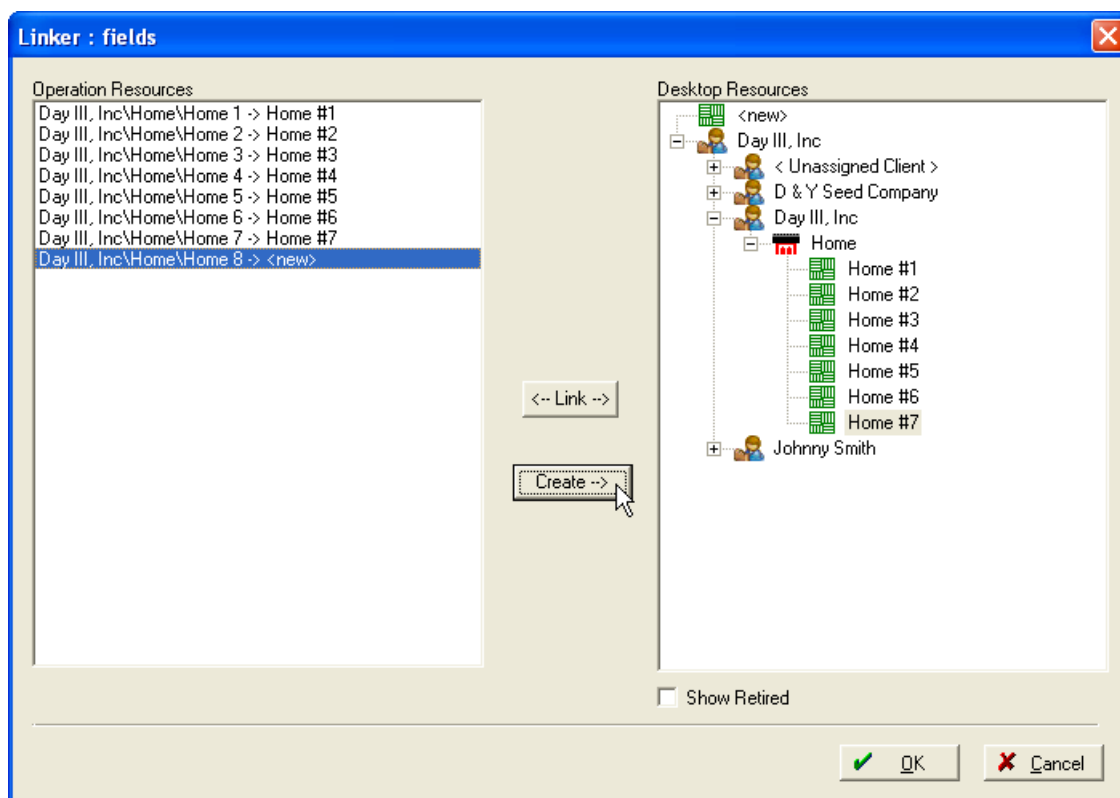 Linker : fields
Operation Resources
Day III, Inc\Home\Home 1 -> Home #1
Day III, Inc\Home\Home 2 -> Home #2
Day III, Inc\Home\Home 3 -> Home #3
Day III, Inc\Home\Home 4 -> Home #4
Day III, Inc\Home\Home 5 -> Home #5
Day III, Inc\Home\Home 6 -> Home #6
Day III, Inc\Home\Home 7 -> Home #7
Day III, Inc\Home\Home 8 -> <new>
<-- Link -->
Create -->
Desktop Resources
<new>
Day III, Inc
< Unassigned Client >
D & Y Seed Company
Day III, Inc
Home
Home #1
Home #2
Home #3
Home #4
Home #5
Home #6
Home #7
Johnny Smith
Show Retired
OK
Cancel